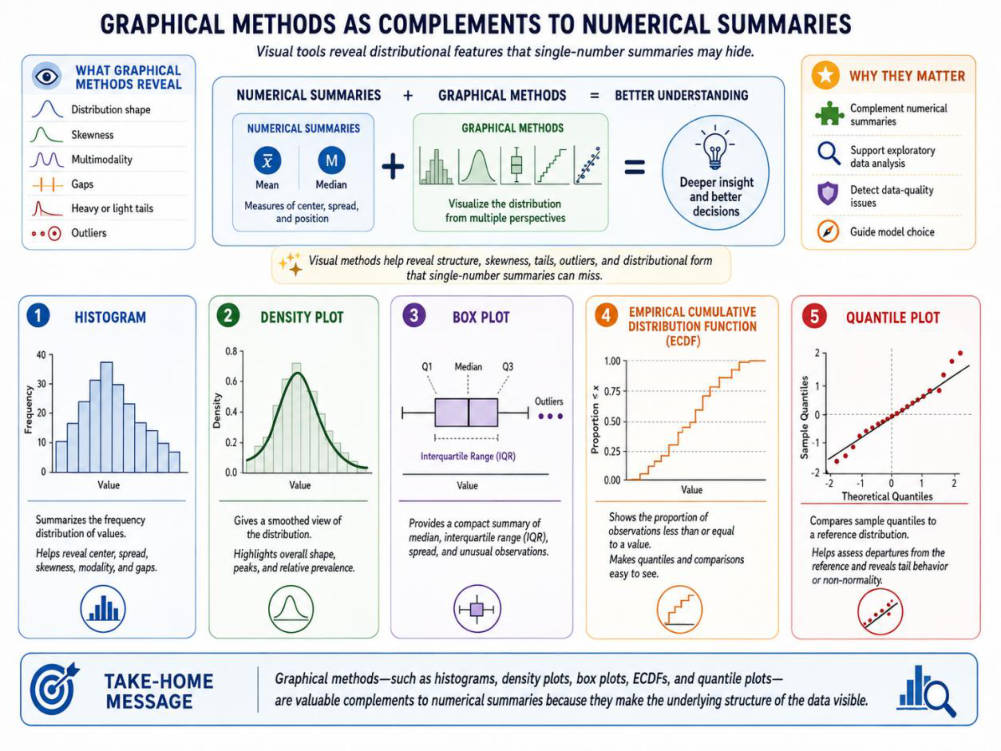 GRAPHICAL METHODS AS COMPLEMENTS TO NUMERICAL SUMMARIES
Visual tools reveal distributional features that single-number summaries may hide.
WHAT GRAPHICAL
METHODS REVEAL
Distribution shape
Skewness
Multimodality
Gaps
Heavy or light tails
Outliers
NUMERICAL SUMMARIES + GRAPHICAL METHODS = BETTER UNDERSTANDING
NUMERICAL SUMMARIES
x̄
Mean
M
Median
Measures of center, spread,
and position
+
GRAPHICAL METHODS
Visualize the distribution
from multiple perspectives
=
Deeper insight
and better
decisions
WHY THEY MATTER
Complement numerical
summaries
Support exploratory
data analysis
Detect data-quality
issues
Guide model choice
Visual methods help reveal structure, skewness, tails, outliers, and distributional form
that single-number summaries can miss.
1 HISTOGRAM
Frequency
40
30
20
10
0
Value
Summarizes the frequency
distribution of values.
Helps reveal center, spread,
skewness, modality, and gaps.
2 DENSITY PLOT
Density
0.8
0.6
0.4
0.2
0.0
Value
Gives a smoothed view of
the distribution.
Highlights overall shape,
peaks, and relative prevalence.
3 BOX PLOT
Q1 Median Q3
Outliers
Interquartile Range (IQR)
Value
Provides a compact summary of
median, interquartile range (IQR),
spread, and unusual observations.
4 EMPIRICAL CUMULATIVE
DISTRIBUTION FUNCTION
(ECDF)
Proportion ≤ x
1.00
0.75
0.50
0.25
0.00
Value
Shows the proportion of
observations less than or equal
to a value.
Makes quantiles and comparisons
easy to see.
5 QUANTILE PLOT
Sample Quantiles
2
1
0
-1
-2
-2 -1 0 1 2
Theoretical Quantiles
Compares sample quantiles to
a reference distribution.
Helps assess departures from the
reference and reveals tail behavior
or non-normality.
TAKE-HOME
MESSAGE
Graphical methods—such as histograms, density plots, box plots, ECDFs, and quantile plots—
are valuable complements to numerical summaries because they make the underlying structure of the data visible.